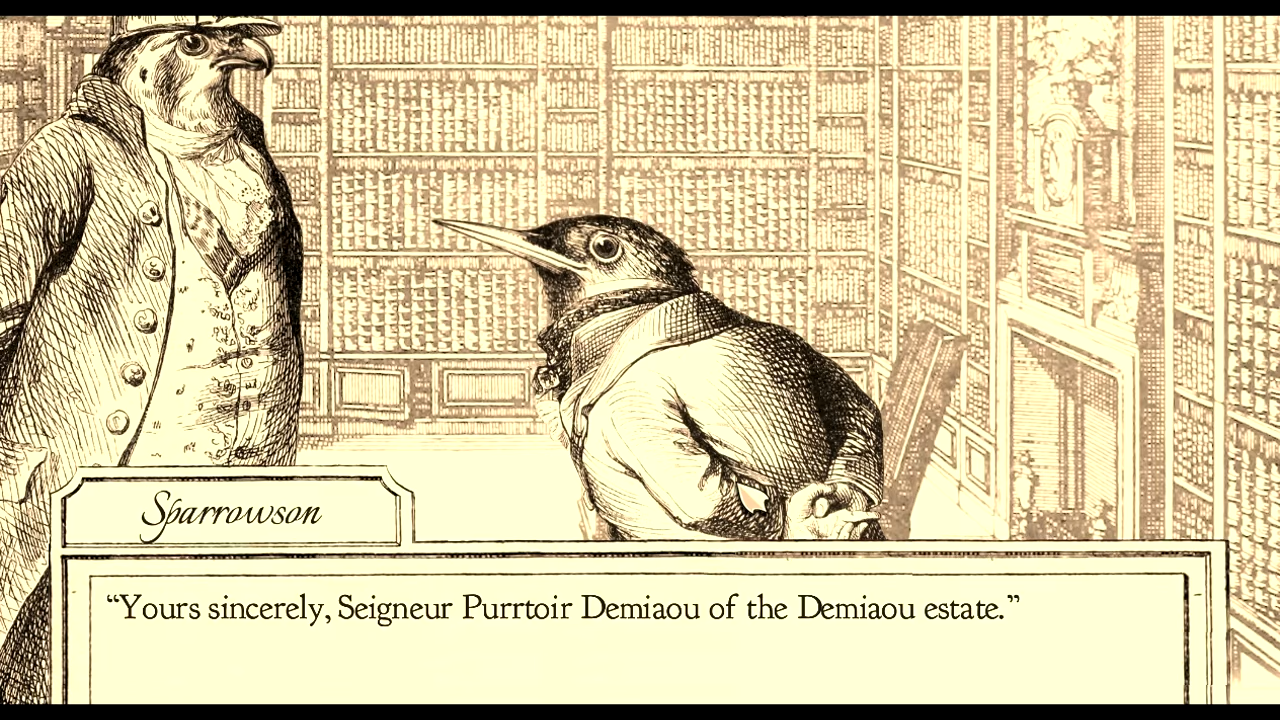 Sparrowson
“Yours sincerely, Seigneur Purrtoir Demiaou of the Demiaou estate.”